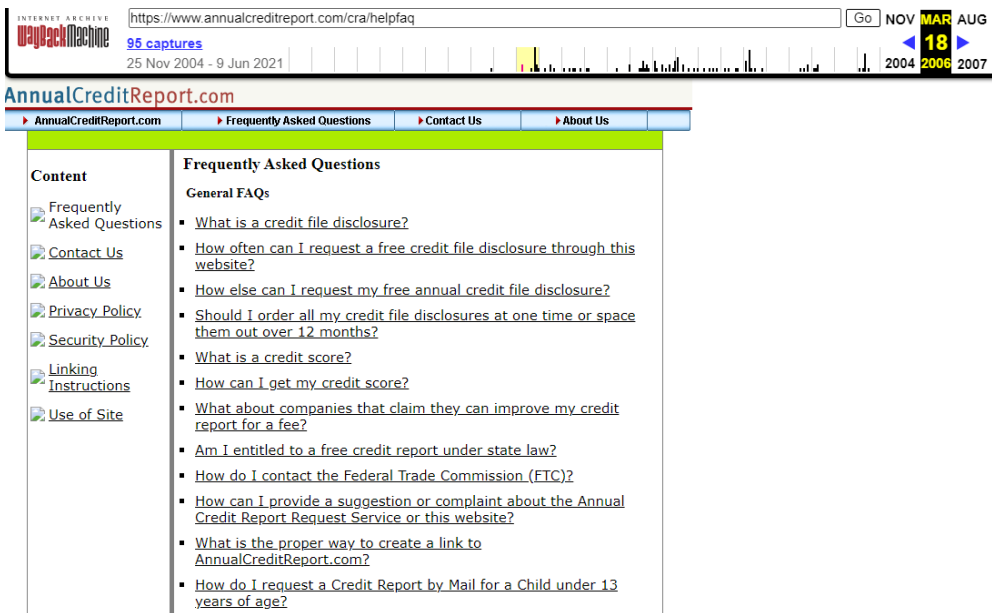 INTERNET ARCHIVE
WayBackMachine
https://www.annualcreditreport.com/cra/helpfaq
Go
NOV MAR AUG
95 captures
18
25 Nov 2004 - 9 Jun 2021
2004 2006 2007
AnnualCreditReport.com
AnnualCreditReport.com
Frequently Asked Questions
Contact Us
About Us
Content
Frequently
Asked Questions
Contact Us
About Us
Privacy Policy
Security Policy
Linking
Instructions
Use of Site
Frequently Asked Questions
General FAQs
What is a credit file disclosure?
How often can I request a free credit file disclosure through this
website?
How else can I request my free annual credit file disclosure?
Should I order all my credit file disclosures at one time or space
them out over 12 months?
What is a credit score?
How can I get my credit score?
What about companies that claim they can improve my credit
report for a fee?
Am I entitled to a free credit report under state law?
How do I contact the Federal Trade Commission (FTC)?
How can I provide a suggestion or complaint about the Annual
Credit Report Request Service or this website?
What is the proper way to create a link to
AnnualCreditReport.com?
How do I request a Credit Report by Mail for a Child under 13
years of age?